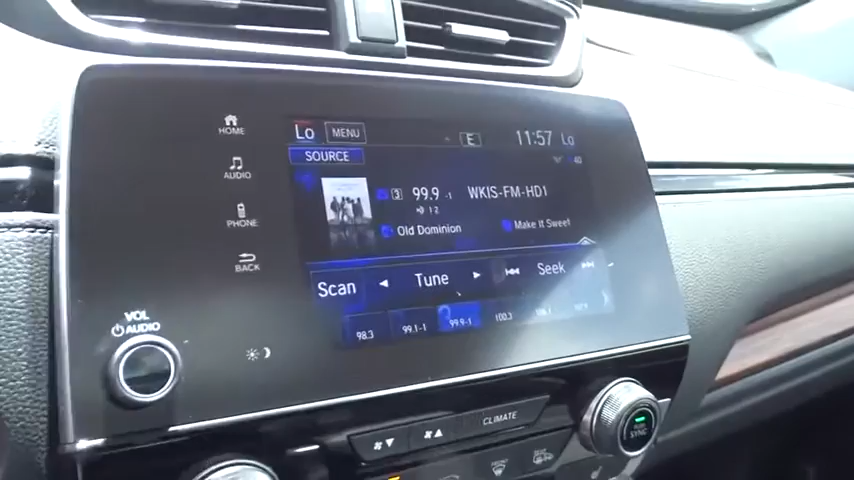 HOME
AUDIO
PHONE
BACK
VOL
AUDIO
Lo MENU E 11:57 Lo
SOURCE
3 99.9 -1 WKIS-FM-HD1
1 2
Old Dominion Make It Sweet
Scan Tune Seek
98.3 99.1-1 99.9-1 100.3
CLIMATE
SYNC